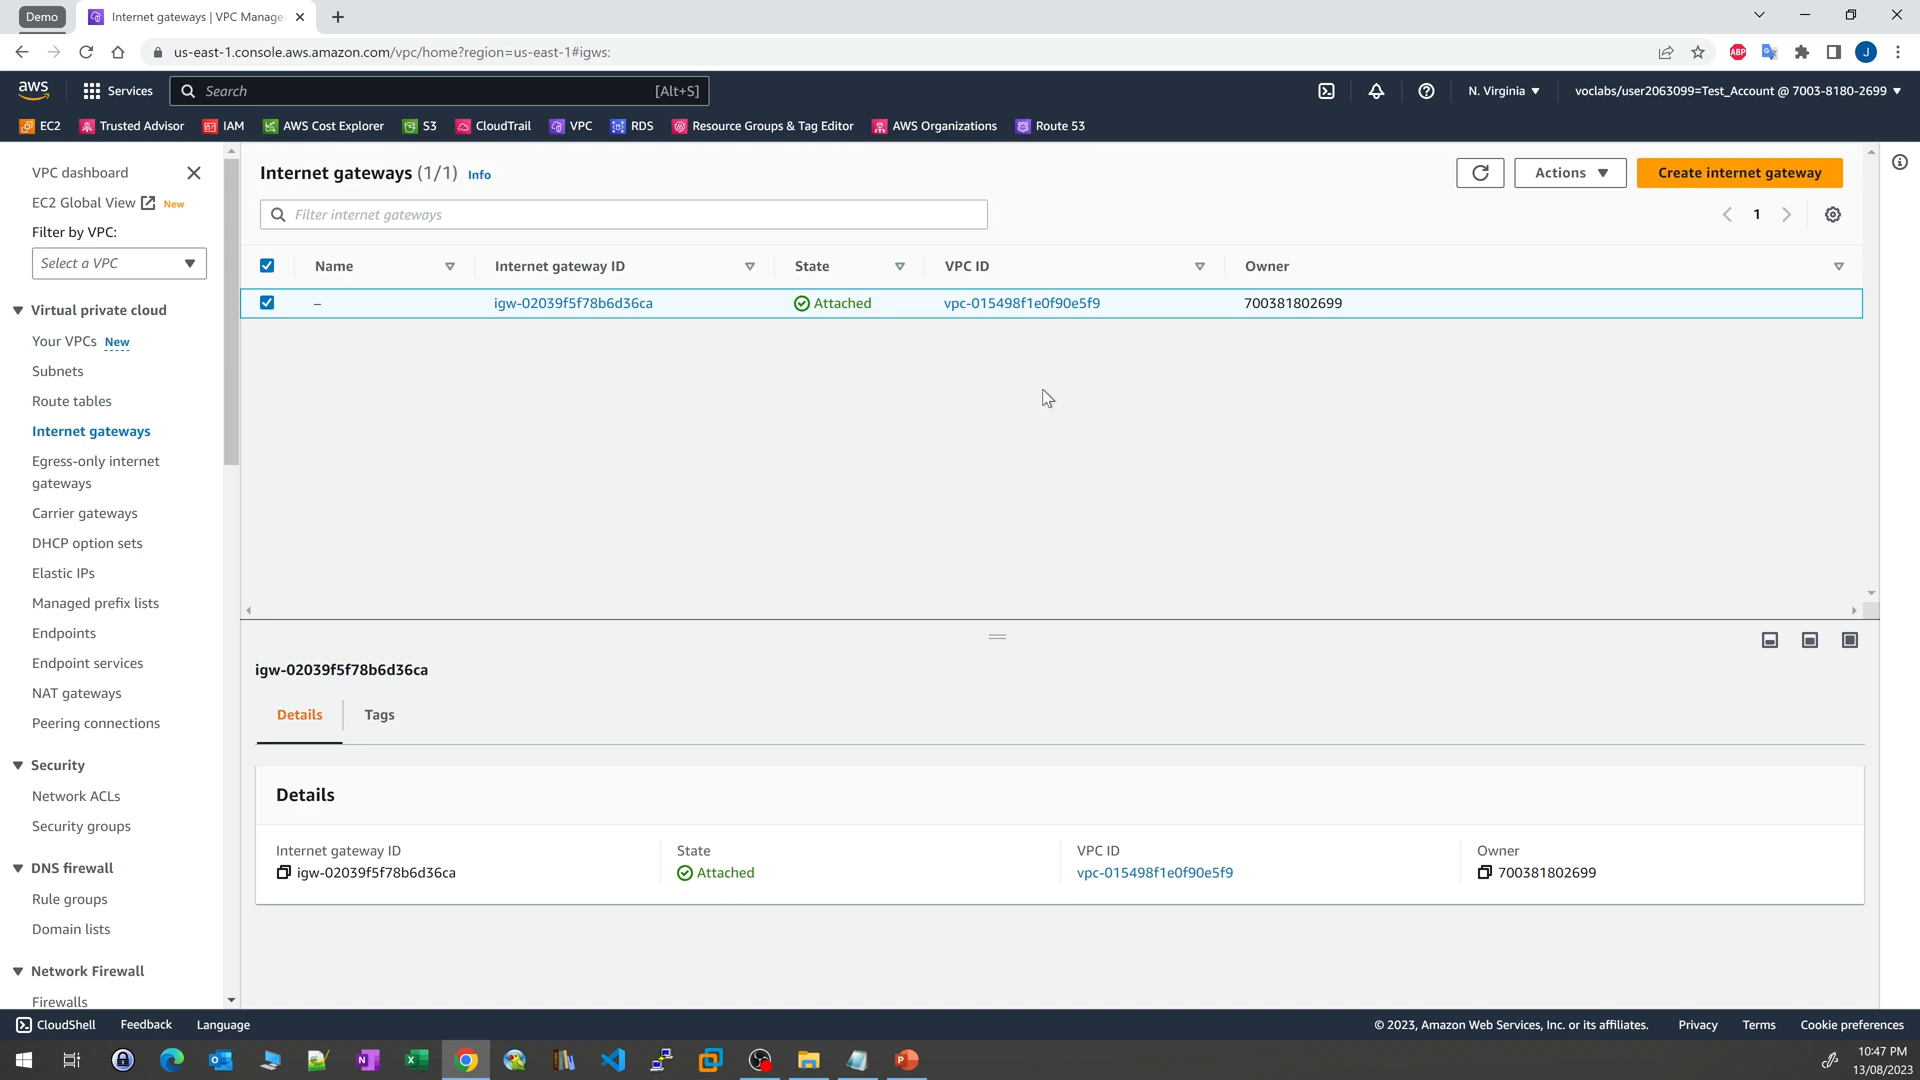 Demo
Internet gateways | VPC Manage
us-east-1.console.aws.amazon.com/vpc/home?region=us-east-1#igws:
ABP
J
aws
Services
Search
[Alt+S]
N. Virginia
voclabs/user2063099=Test_Account @ 7003-8180-2699
EC2
Trusted Advisor
IAM
AWS Cost Explorer
S3
CloudTrail
VPC
RDS
Resource Groups & Tag Editor
AWS Organizations
Route 53
VPC dashboard
EC2 Global View New
Filter by VPC:
Select a VPC
Virtual private cloud
Your VPCs New
Subnets
Route tables
Internet gateways
Egress-only internet
gateways
Carrier gateways
DHCP option sets
Elastic IPs
Managed prefix lists
Endpoints
Endpoint services
NAT gateways
Peering connections
Security
Network ACLs
Security groups
DNS firewall
Rule groups
Domain lists
Network Firewall
Firewalls
Internet gateways (1/1) Info
Actions
Create internet gateway
Filter internet gateways
1
Name
Internet gateway ID
State
VPC ID
Owner
–
igw-02039f5f78b6d36ca
Attached
vpc-015498f1e0f90e5f9
700381802699
igw-02039f5f78b6d36ca
Details
Tags
Details
Internet gateway ID
State
VPC ID
Owner
igw-02039f5f78b6d36ca
Attached
vpc-015498f1e0f90e5f9
700381802699
CloudShell
Feedback
Language
© 2023, Amazon Web Services, Inc. or its affiliates.
Privacy
Terms
Cookie preferences
10:47 PM
13/08/2023